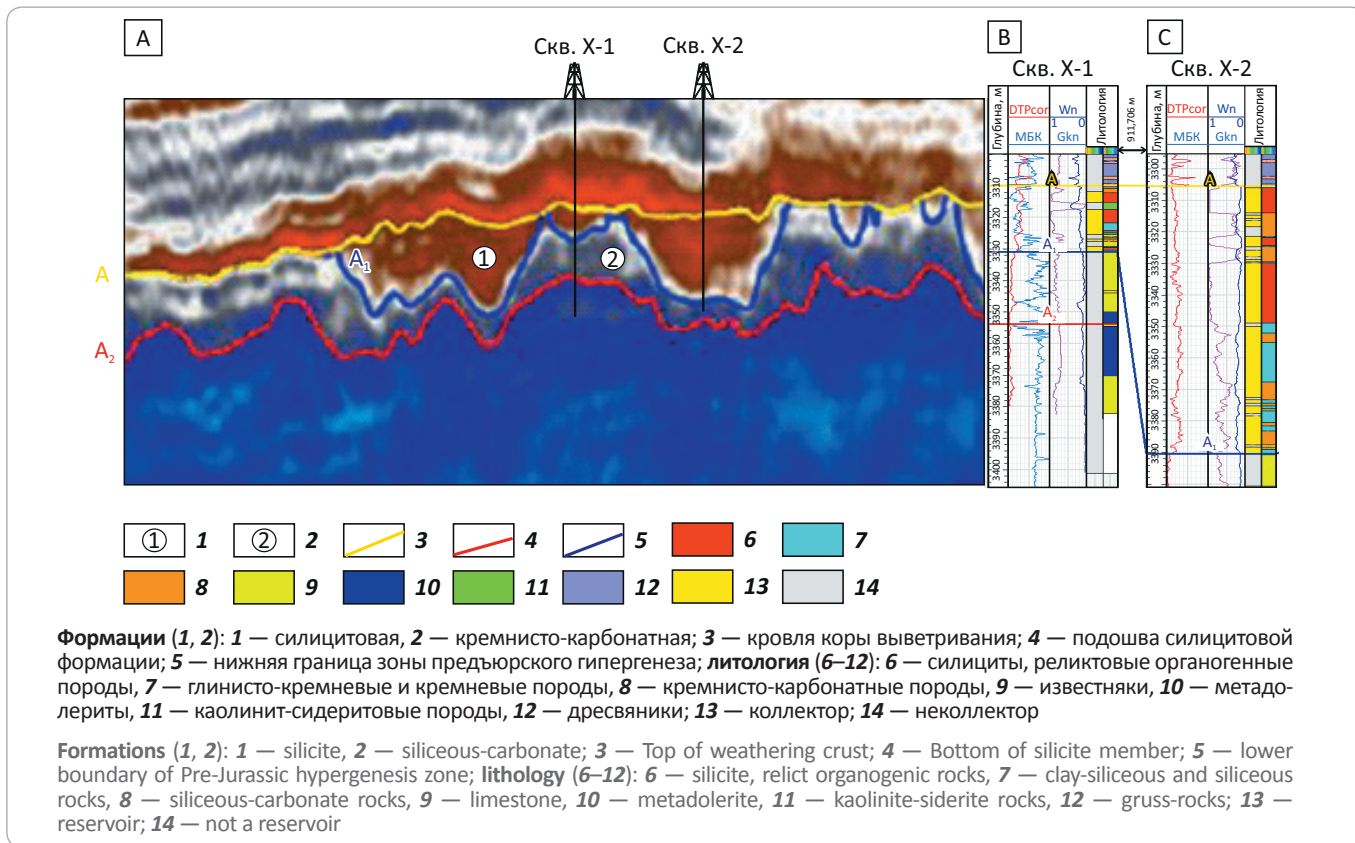 A
Скв. X-1
Скв. X-2
A
A₁
A₂
1
2
B
Скв. X-1
Глубина, м
DTPcor
МБК
Wn
1 0
Gkn
Литология
911,706 м
3310
3320
3330
3340
3350
3360
3370
3380
3390
3400
A
A₁
A₂
C
Скв. X-2
Глубина, м
DTPcor
МБК
Wn
1 0
Gkn
Литология
3300
3310
3320
3330
3340
3350
3360
3370
3380
3390
A
A₁
1 1 2 2 3 4 5 6 7
8 9 10 11 12 13 14
Формации (1, 2): 1 — силицитовая, 2 — кремнисто-карбонатная; 3 — кровля коры выветривания; 4 — подошва силицитовой
формации; 5 — нижняя граница зоны предъюрского гипергенеза; литология (6–12): 6 — силициты, реликтовые органогенные
породы, 7 — глинисто-кремневые и кремневые породы, 8 — кремнисто-карбонатные породы, 9 — известняки, 10 — метадо-
лериты, 11 — каолинит-сидеритовые породы, 12 — дресвяники; 13 — коллектор; 14 — неколлектор
Formations (1, 2): 1 — silicite, 2 — siliceous-carbonate; 3 — Top of weathering crust; 4 — Bottom of silicite member; 5 — lower
boundary of Pre-Jurassic hypergenesis zone; lithology (6–12): 6 — silicite, relict organogenic rocks, 7 — clay-siliceous and siliceous
rocks, 8 — siliceous-carbonate rocks, 9 — limestone, 10 — metadolerite, 11 — kaolinite-siderite rocks, 12 — gruss-rocks; 13 —
reservoir; 14 — not a reservoir